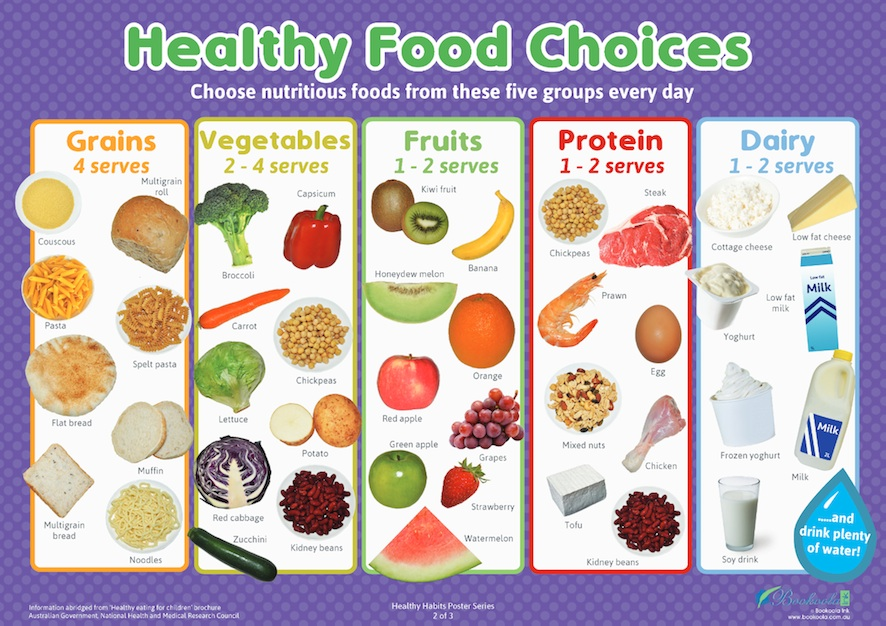 Healthy Food Choices
Choose nutritious foods from these five groups every day
Grains
4 serves
Couscous
Multigrain
roll
Pasta
Spelt pasta
Flat bread
Muffin
Multigrain
bread
Noodles
Vegetables
2 - 4 serves
Broccoli
Capsicum
Carrot
Chickpeas
Lettuce
Potato
Red cabbage
Kidney beans
Zucchini
Fruits
1 - 2 serves
Kiwi fruit
Banana
Honeydew melon
Orange
Red apple
Grapes
Green apple
Strawberry
Watermelon
Protein
1 - 2 serves
Chickpeas
Steak
Prawn
Egg
Mixed nuts
Chicken
Tofu
Kidney beans
Dairy
1 - 2 serves
Cottage cheese
Low fat cheese
Yoghurt
Low fat
Milk
Low fat
milk
Frozen yoghurt
Milk
2L
Milk
Soy drink
.....and
drink plenty
of water!
Information abridged from 'Healthy eating for children' brochure
Australian Government, National Health and Medical Research Council
Healthy Habits Poster Series
2 of 3
Bookoola
Bookoola Ink
www.bookoola.com.au